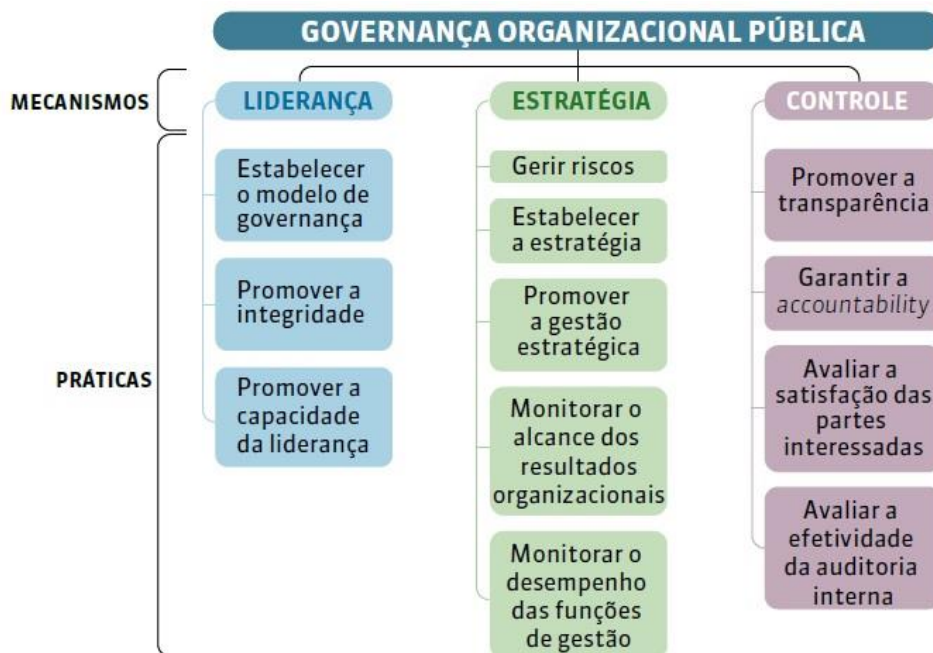 GOVERNANÇA ORGANIZACIONAL PÚBLICA
MECANISMOS
LIDERANÇA
ESTRATÉGIA
CONTROLE
PRÁTICAS
Estabelecer
o modelo de
governança
Promover a
integridade
Promover a
capacidade
da liderança
Gerir riscos
Estabelecer
a estratégia
Promover
a gestão
estratégica
Monitorar o
alcance dos
resultados
organizacionais
Monitorar o
desempenho
das funções
de gestão
Promover a
transparência
Garantir a
accountability
Avaliar a
satisfação das
partes
interessadas
Avaliar a
efetividade
da auditoria
interna